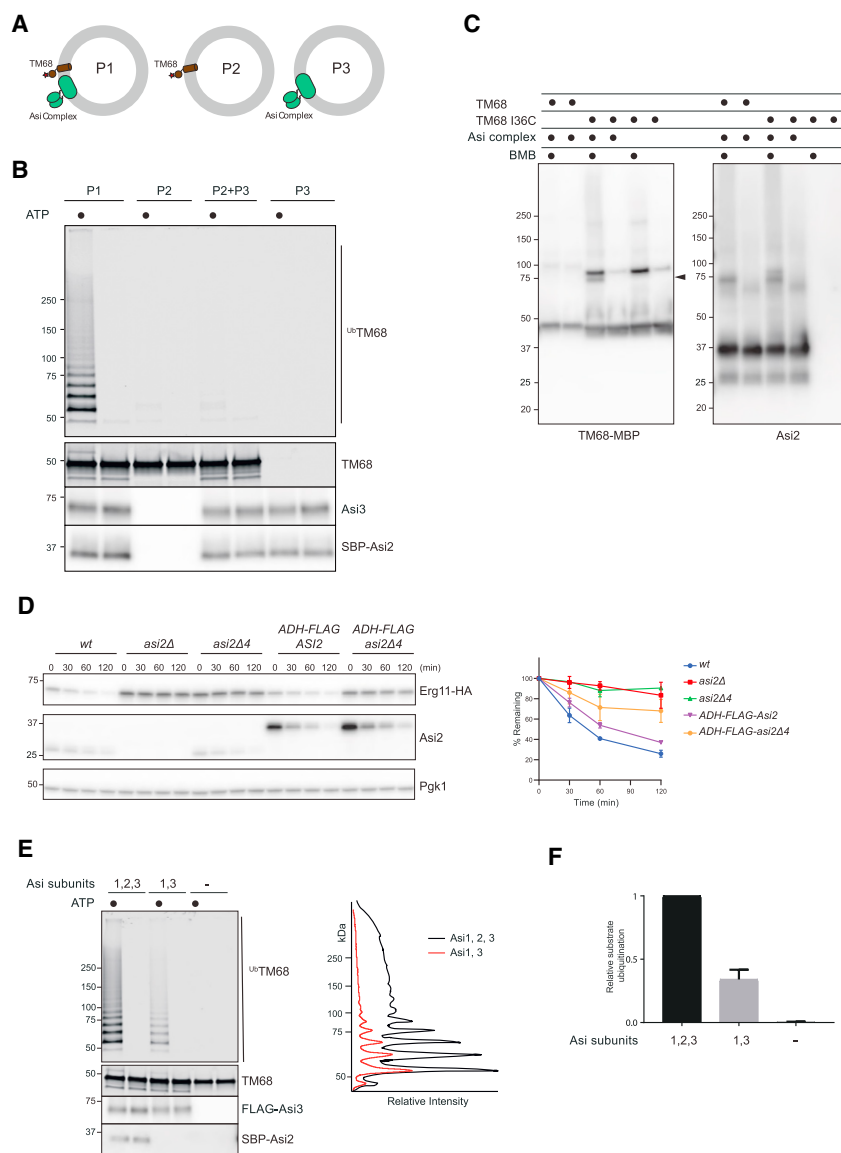 A
TM68
P1
Asi Complex
TM68
P2
P3
Asi Complex
B
P1 P2 P2+P3 P3
ATP
250
150
100
75
50
UbTM68
50
TM68
75
Asi3
37
SBP-Asi2
C
TM68
TM68 I36C
Asi complex
BMB
250
150
100
75
50
37
25
20
TM68-MBP
250
150
100
75
50
37
25
20
Asi2
D
wt asi2Δ asi2Δ4 ADH-FLAG ASI2 ADH-FLAG asi2Δ4
0 30 60 120 0 30 60 120 0 30 60 120 0 30 60 120 0 30 60 120 (min)
75
Erg11-HA
37
25
Asi2
50
Pgk1
% Remaining
100
80
60
40
20
0
0 30 60 90 120
Time (min)
wt
asi2Δ
asi2Δ4
ADH-FLAG-Asi2
ADH-FLAG-asi2Δ4
E
Asi subunits 1,2,3 1,3 -
ATP
250
150
100
75
50
UbTM68
50
TM68
75
FLAG-Asi3
37
SBP-Asi2
kDa
250
150
100
75
50
Relative Intensity
Asi1, 2, 3
Asi1, 3
F
Relative substrate
ubiquitination
1
0.5
0
Asi subunits 1,2,3 1,3 -